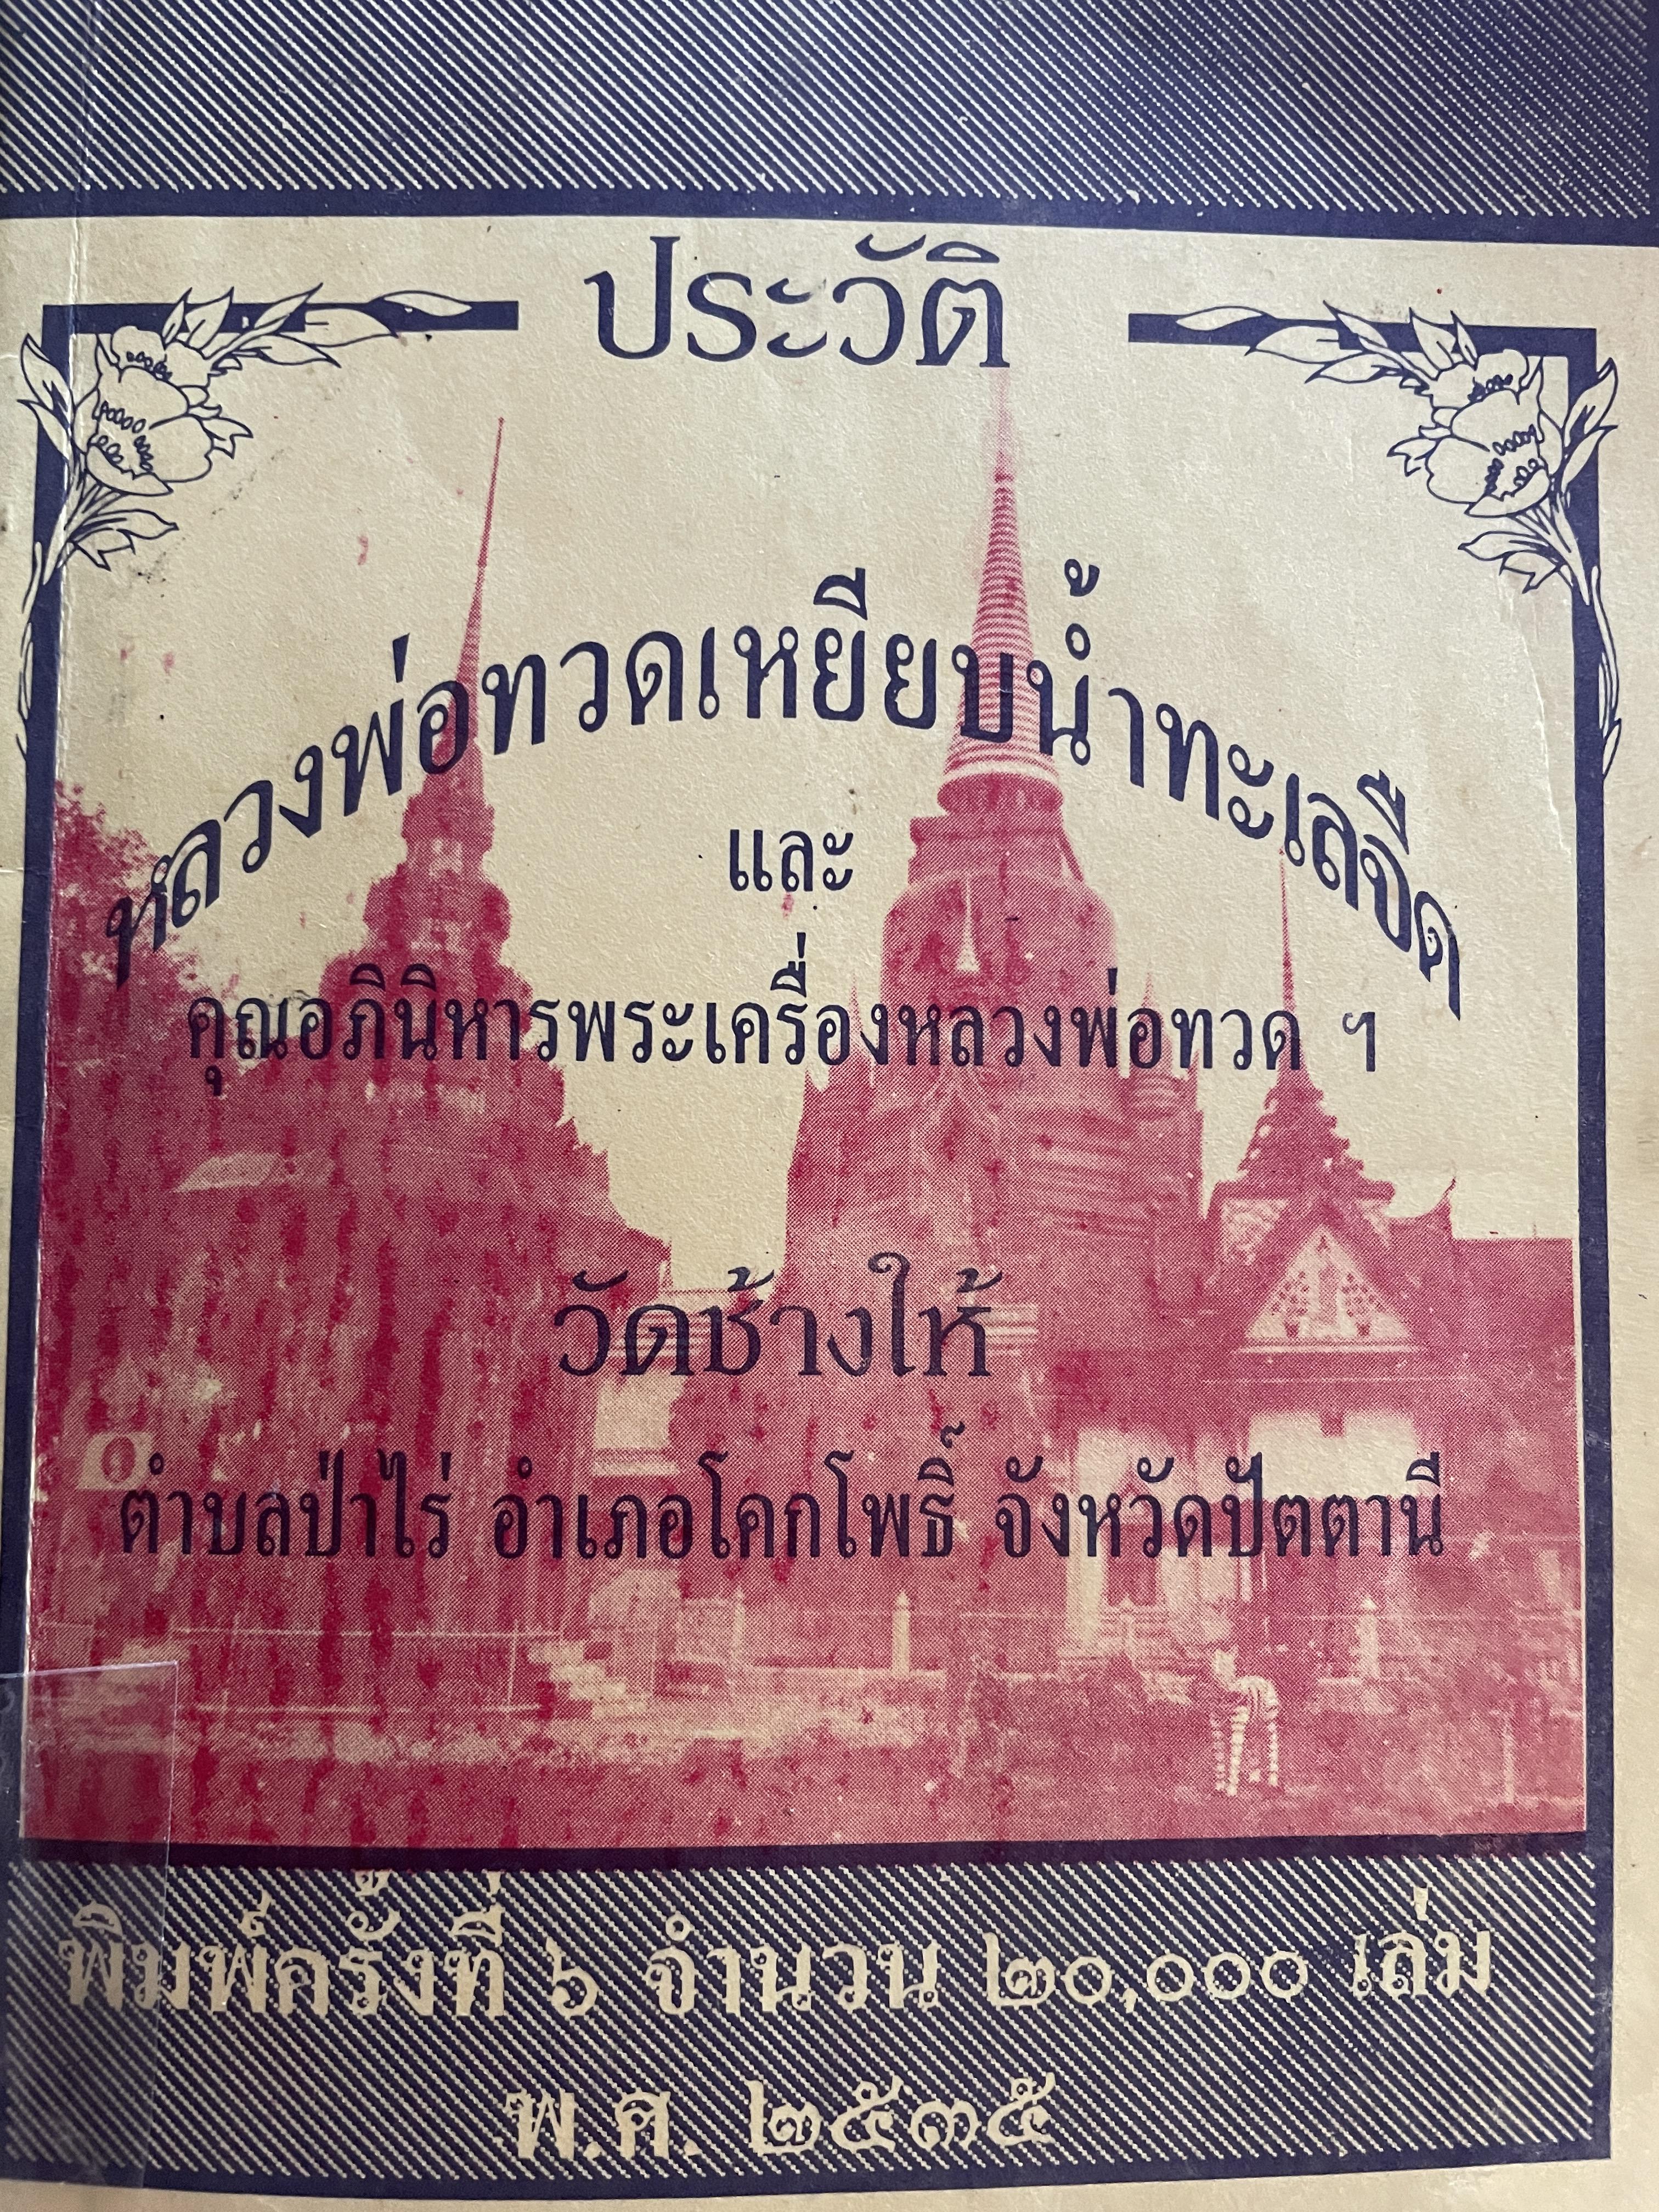 ประวัติ
หลวงพ่อทวดเหยียบน้ำทะเลจืด
และ
คุณอภินิหารพระเครื่องหลวงพ่อทวด ฯ
วัดช้างให้
ตำบลป่าไร่ อำเภอโคกโพธิ์ จังหวัดปัตตานี
พิมพ์ครั้งที่ ๖ จำนวน ๒๐,๐๐๐ เล่ม
พ.ศ. ๒๕๓๕